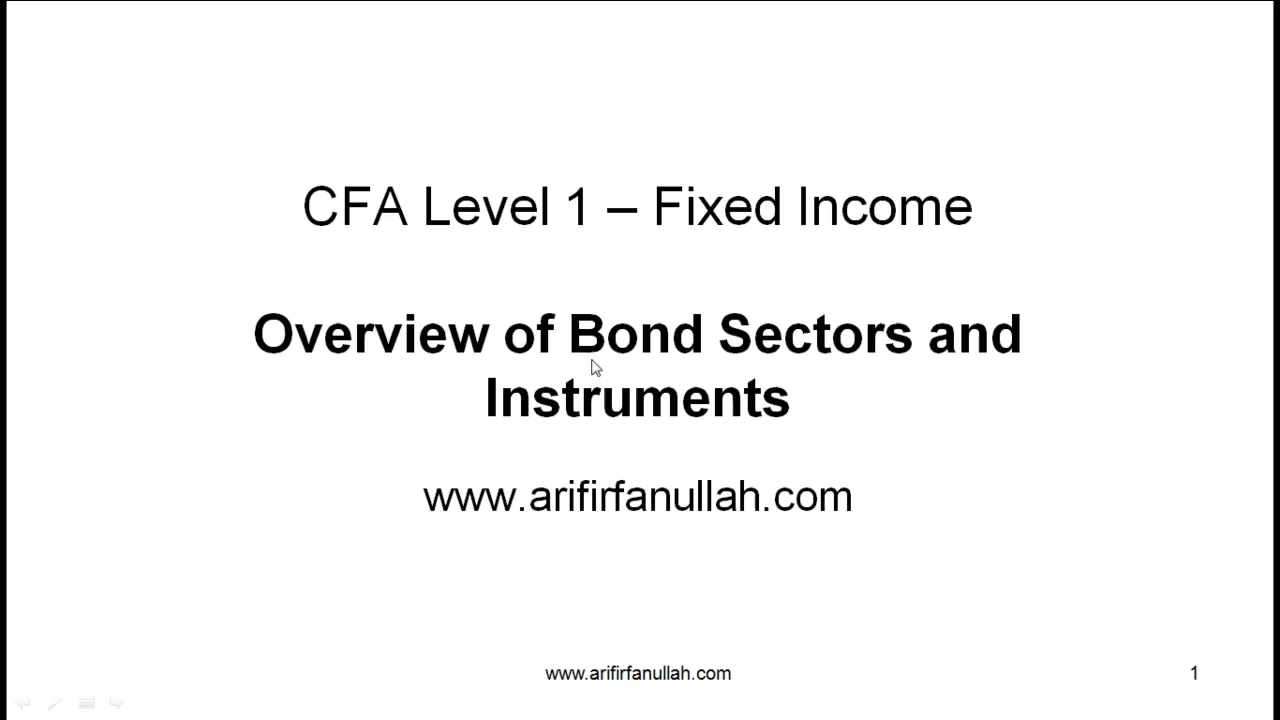 CFA Level 1 – Fixed Income
Overview of Bond Sectors and
Instruments
www.arifirfanullah.com
www.arifirfanullah.com
1